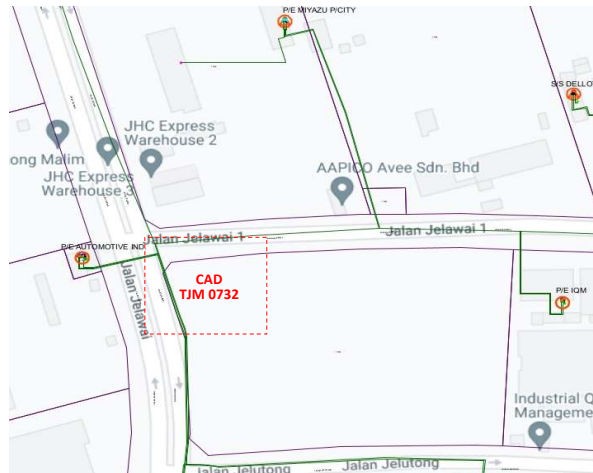 P/E MIYAZU P/CITY
S/S DELLO
JHC Express
Warehouse 2
ong Malim
JHC Express
Warehouse 3
AAPICO Avee Sdn. Bhd
Jalan Jelawai 1
Jalan Jelawai 1
P/E AUTOMOTIVE IND
Jalan Jelawai
CAD
TJM 0732
P/E IQM
Industrial Q
Manageme
Jalan Jelutong
Jalan Jelutong